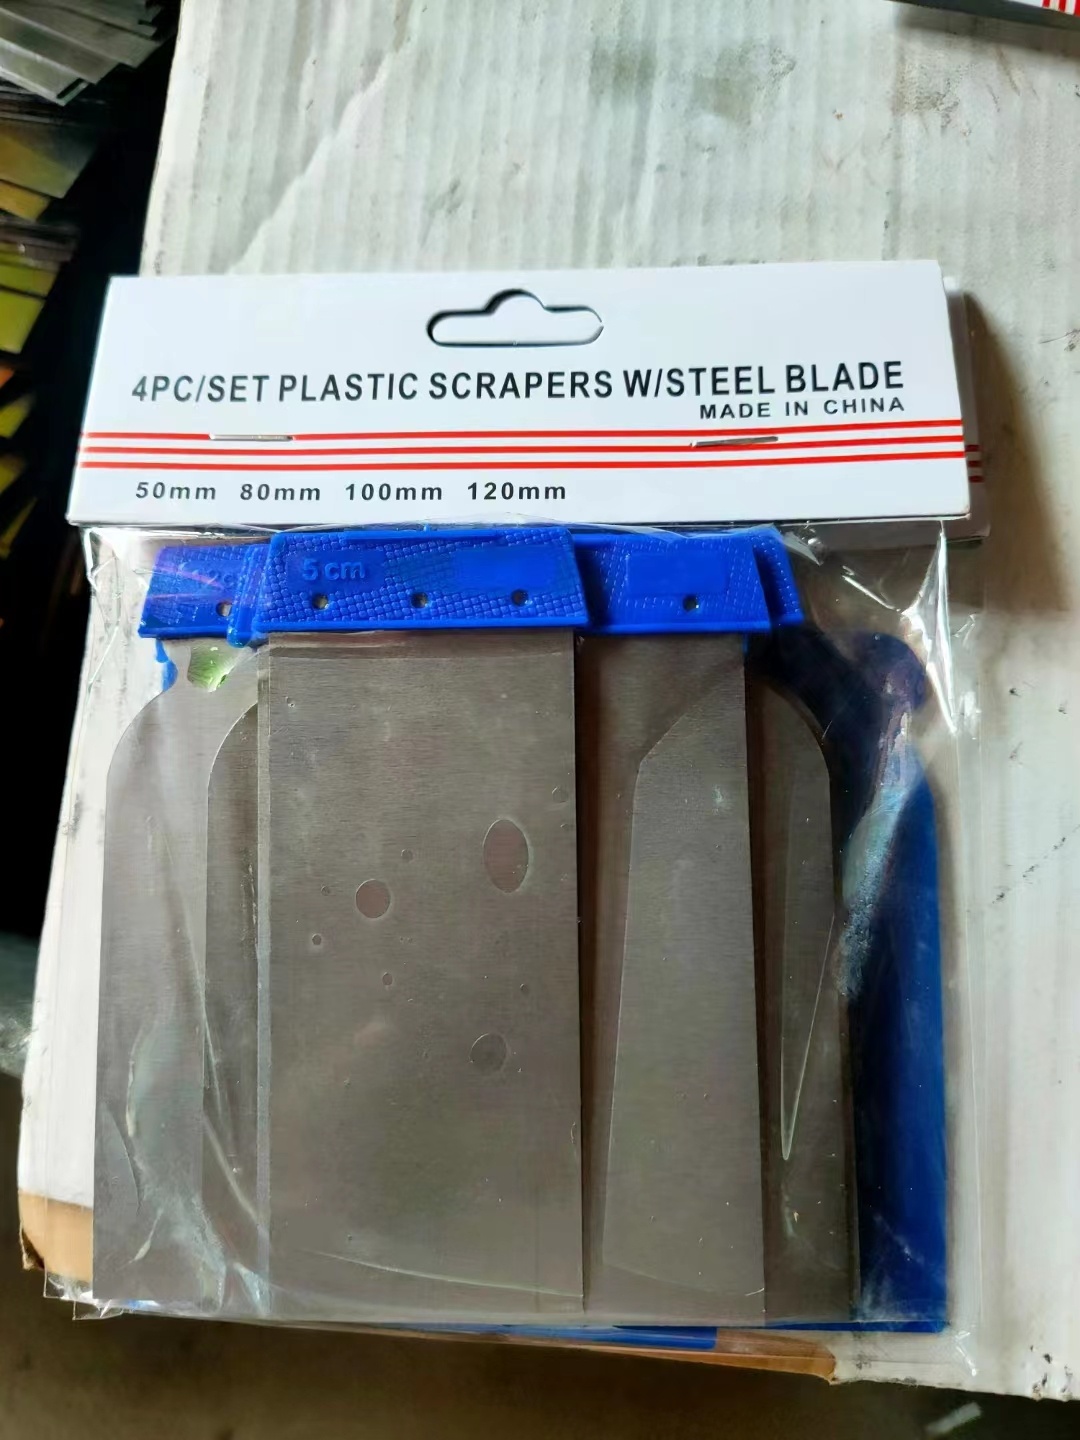 4PC/SET PLASTIC SCRAPERS W/STEEL BLADE
MADE IN CHINA
50mm 80mm 100mm 120mm
5cm